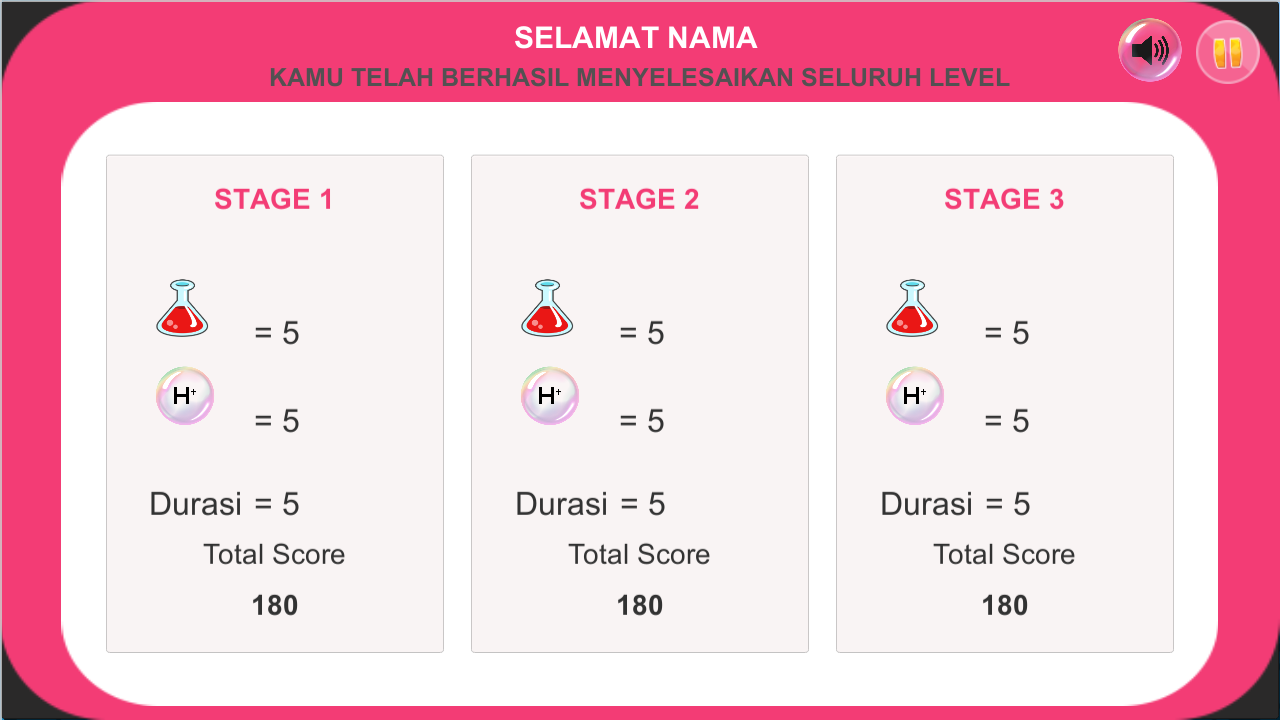 SELAMAT NAMA
KAMU TELAH BERHASIL MENYELESAIKAN SELURUH LEVEL
STAGE 1
= 5
H+
= 5
Durasi = 5
Total Score
180
STAGE 2
= 5
H+
= 5
Durasi = 5
Total Score
180
STAGE 3
= 5
H+
= 5
Durasi = 5
Total Score
180